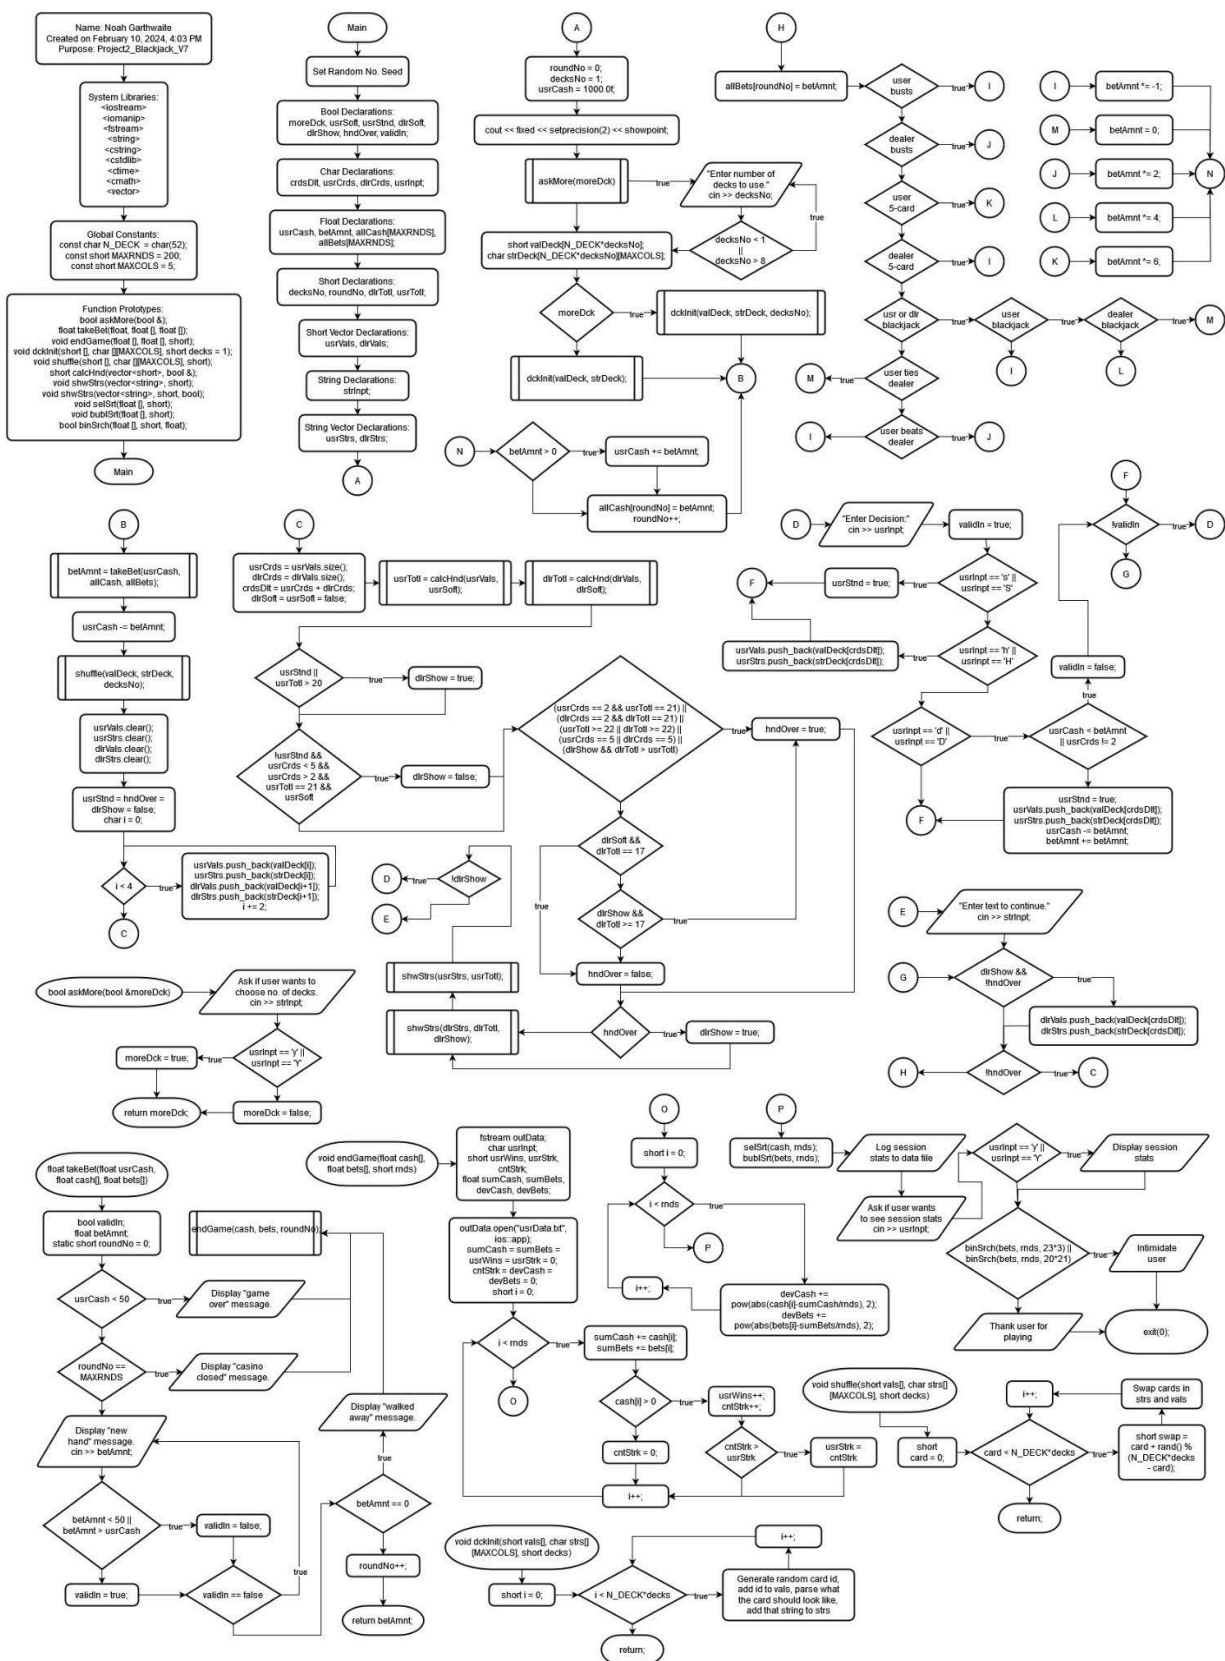 Name: Noah Garthwaite
Created on February 10, 2024, 4:03 PM
Purpose: Project2_Blackjack_V7
System Libraries:
<iostream>
<iomanip>
<fstream>
<string>
<cstring>
<cstdlib>
<ctime>
<cmath>
<vector>
Global Constants:
const char N_DECK = char(52);
const short MAXRNDS = 200;
const short MAXCOLS = 5;
Function Prototypes:
bool askMore(bool &);
float takeBet(float, float [], float []);
void endGame(float [], float [], short);
void dckInit(short [], char [][MAXCOLS], short decks = 1);
void shuffle(short [], char [][MAXCOLS], short);
short calcHnd(vector<short>, bool &);
void shwStrs(vector<string>, short);
void shwStrs(vector<string>, short, bool);
void selSrt(float [], short);
void bublSrt(float [], short);
bool binSrch(float [], short, float);
Main
Main
Set Random No. Seed
Bool Declarations:
moreDck, usrSoft, usrStnd, dlrSoft,
dlrShow, hndOver, validIn;
Char Declarations:
crdsDlt, usrCrds, dlrCrds, usrInpt;
Float Declarations:
usrCash, betAmnt, allCash[MAXRNDS],
allBets[MAXRNDS];
Short Declarations:
decksNo, roundNo, dlrTotl, usrTotl;
Short Vector Declarations:
usrVals, dlrVals;
String Declarations:
strInpt;
String Vector Declarations:
usrStrs, dlrStrs;
A
A
roundNo = 0;
decksNo = 1;
usrCash = 1000.0f;
cout << fixed << setprecision(2) << showpoint;
askMore(moreDck)
true
"Enter number of
decks to use."
cin >> decksNo;
true
decksNo < 1
||
decksNo > 8
short valDeck[N_DECK*decksNo];
char strDeck[N_DECK*decksNo][MAXCOLS];
moreDck
true
dckInit(valDeck, strDeck, decksNo);
dckInit(valDeck, strDeck);
B
N
betAmnt > 0
true
usrCash += betAmnt;
allCash[roundNo] = betAmnt;
roundNo++;
H
allBets[roundNo] = betAmnt;
user
busts
true
I
dealer
busts
true
J
user
5-card
true
K
dealer
5-card
true
I
usr or dlr
blackjack
true
user
blackjack
true
dealer
blackjack
true
M
I
L
user ties
dealer
true
M
user beats
dealer
true
J
I
I
betAmnt *= -1;
M
betAmnt = 0;
J
betAmnt *= 2;
N
L
betAmnt *= 4;
K
betAmnt *= 6;
B
betAmnt = takeBet(usrCash,
allCash, allBets);
usrCash -= betAmnt;
shuffle(valDeck, strDeck,
decksNo);
usrVals.clear();
usrStrs.clear();
dlrVals.clear();
dlrStrs.clear();
usrStnd = hndOver =
dlrShow = false;
char i = 0;
i < 4
true
usrVals.push_back(valDeck[i]);
usrStrs.push_back(strDeck[i]);
dlrVals.push_back(valDeck[i+1]);
dlrStrs.push_back(strDeck[i+1]);
i += 2;
C
C
usrCrds = usrVals.size();
dlrCrds = dlrVals.size();
crdsDlt = usrCrds + dlrCrds;
dlrSoft = usrSoft = false;
usrTotl = calcHnd(usrVals,
usrSoft);
dlrTotl = calcHnd(dlrVals,
dlrSoft);
usrStnd ||
usrTotl > 20
true
dlrShow = true;
!usrStnd &&
usrCrds < 5 &&
usrCrds > 2 &&
usrTotl == 21 &&
usrSoft
true
dlrShow = false;
(usrCrds == 2 && usrTotl == 21) ||
(dlrCrds == 2 && dlrTotl == 21) ||
(usrTotl >= 22 || dlrTotl >= 22) ||
(usrCrds == 5 || dlrCrds == 5) ||
(dlrShow && dlrTotl > usrTotl)
true
hndOver = true;
dlrSoft &&
dlrTotl == 17
true
dlrShow &&
dlrTotl >= 17
true
hndOver = false;
hndOver
true
dlrShow = true;
shwStrs(dlrStrs, dlrTotl,
dlrShow);
shwStrs(usrStrs, usrTotl);
!dlrShow
true
D
E
D
"Enter Decision:"
cin >> usrInpt;
validIn = true;
usrInpt == 's' ||
usrInpt == 'S'
true
usrStnd = true;
F
usrInpt == 'h' ||
usrInpt == 'H'
true
usrVals.push_back(valDeck[crdsDlt]);
usrStrs.push_back(strDeck[crdsDlt]);
usrInpt == 'd' ||
usrInpt == 'D'
true
usrCash < betAmnt
|| usrCrds != 2
true
validIn = false;
usrStnd = true;
usrVals.push_back(valDeck[crdsDlt]);
usrStrs.push_back(strDeck[crdsDlt]);
usrCash -= betAmnt;
betAmnt += betAmnt;
F
F
!validIn
true
D
G
E
"Enter text to continue."
cin >> strInpt;
G
dlrShow &&
!hndOver
true
dlrVals.push_back(valDeck[crdsDlt]);
dlrStrs.push_back(strDeck[crdsDlt]);
H
!hndOver
true
C
bool askMore(bool &moreDck)
Ask if user wants to
choose no. of decks.
cin >> strInpt;
usrInpt == 'y' ||
usrInpt == 'Y'
true
moreDck = true;
moreDck = false;
return moreDck;
float takeBet(float usrCash,
float cash[], float bets[])
bool validIn;
float betAmnt;
static short roundNo = 0;
usrCash < 50
true
Display "game
over" message.
endGame(cash, bets, roundNo);
roundNo ==
MAXRNDS
true
Display "casino
closed" message.
Display "new
hand" message.
cin >> betAmnt;
betAmnt < 50 ||
betAmnt > usrCash
true
validIn = false;
validIn = true;
validIn == false
true
betAmnt == 0
true
Display "walked
away" message.
roundNo++;
return betAmnt;
void endGame(float cash[],
float bets[], short rnds)
fstream outData;
char usrInpt;
short usrWins, usrStrk,
cntStrk;
float sumCash, sumBets,
devCash, devBets;
outData.open("usrData.txt",
ios::app);
sumCash = sumBets =
usrWins = usrStrk = 0;
cntStrk = devCash =
devBets = 0;
short i = 0;
i < rnds
true
sumCash += cash[i];
sumBets += bets[i];
O
cash[i] > 0
true
usrWins++;
cntStrk++;
cntStrk = 0;
cntStrk >
usrStrk
true
usrStrk =
cntStrk
i++;
O
short i = 0;
i < rnds
true
P
i++;
devCash +=
pow(abs(cash[i]-sumCash/rnds), 2);
devBets +=
pow(abs(bets[i]-sumBets/rnds), 2);
P
selSrt(cash, rnds);
bublSrt(bets, rnds);
Log session
stats to data file
Ask if user wants
to see session stats
cin >> usrInpt;
usrInpt == 'y' ||
usrInpt == 'Y'
true
Display session
stats
binSrch(bets, rnds, 23*3) ||
binSrch(bets, rnds, 20*21)
true
Intimidate
user
Thank user for
playing
exit(0);
void shuffle(short vals[], char strs[]
[MAXCOLS], short decks)
short
card = 0;
card < N_DECK*decks
true
short swap =
card + rand() %
(N_DECK*decks
- card);
Swap cards in
strs and vals
i++;
return;
void dckInit(short vals[], char strs[]
[MAXCOLS], short decks)
short i = 0;
i < N_DECK*decks
true
Generate random card id,
add id to vals, parse what
the card should look like,
add that string to strs
i++;
return;